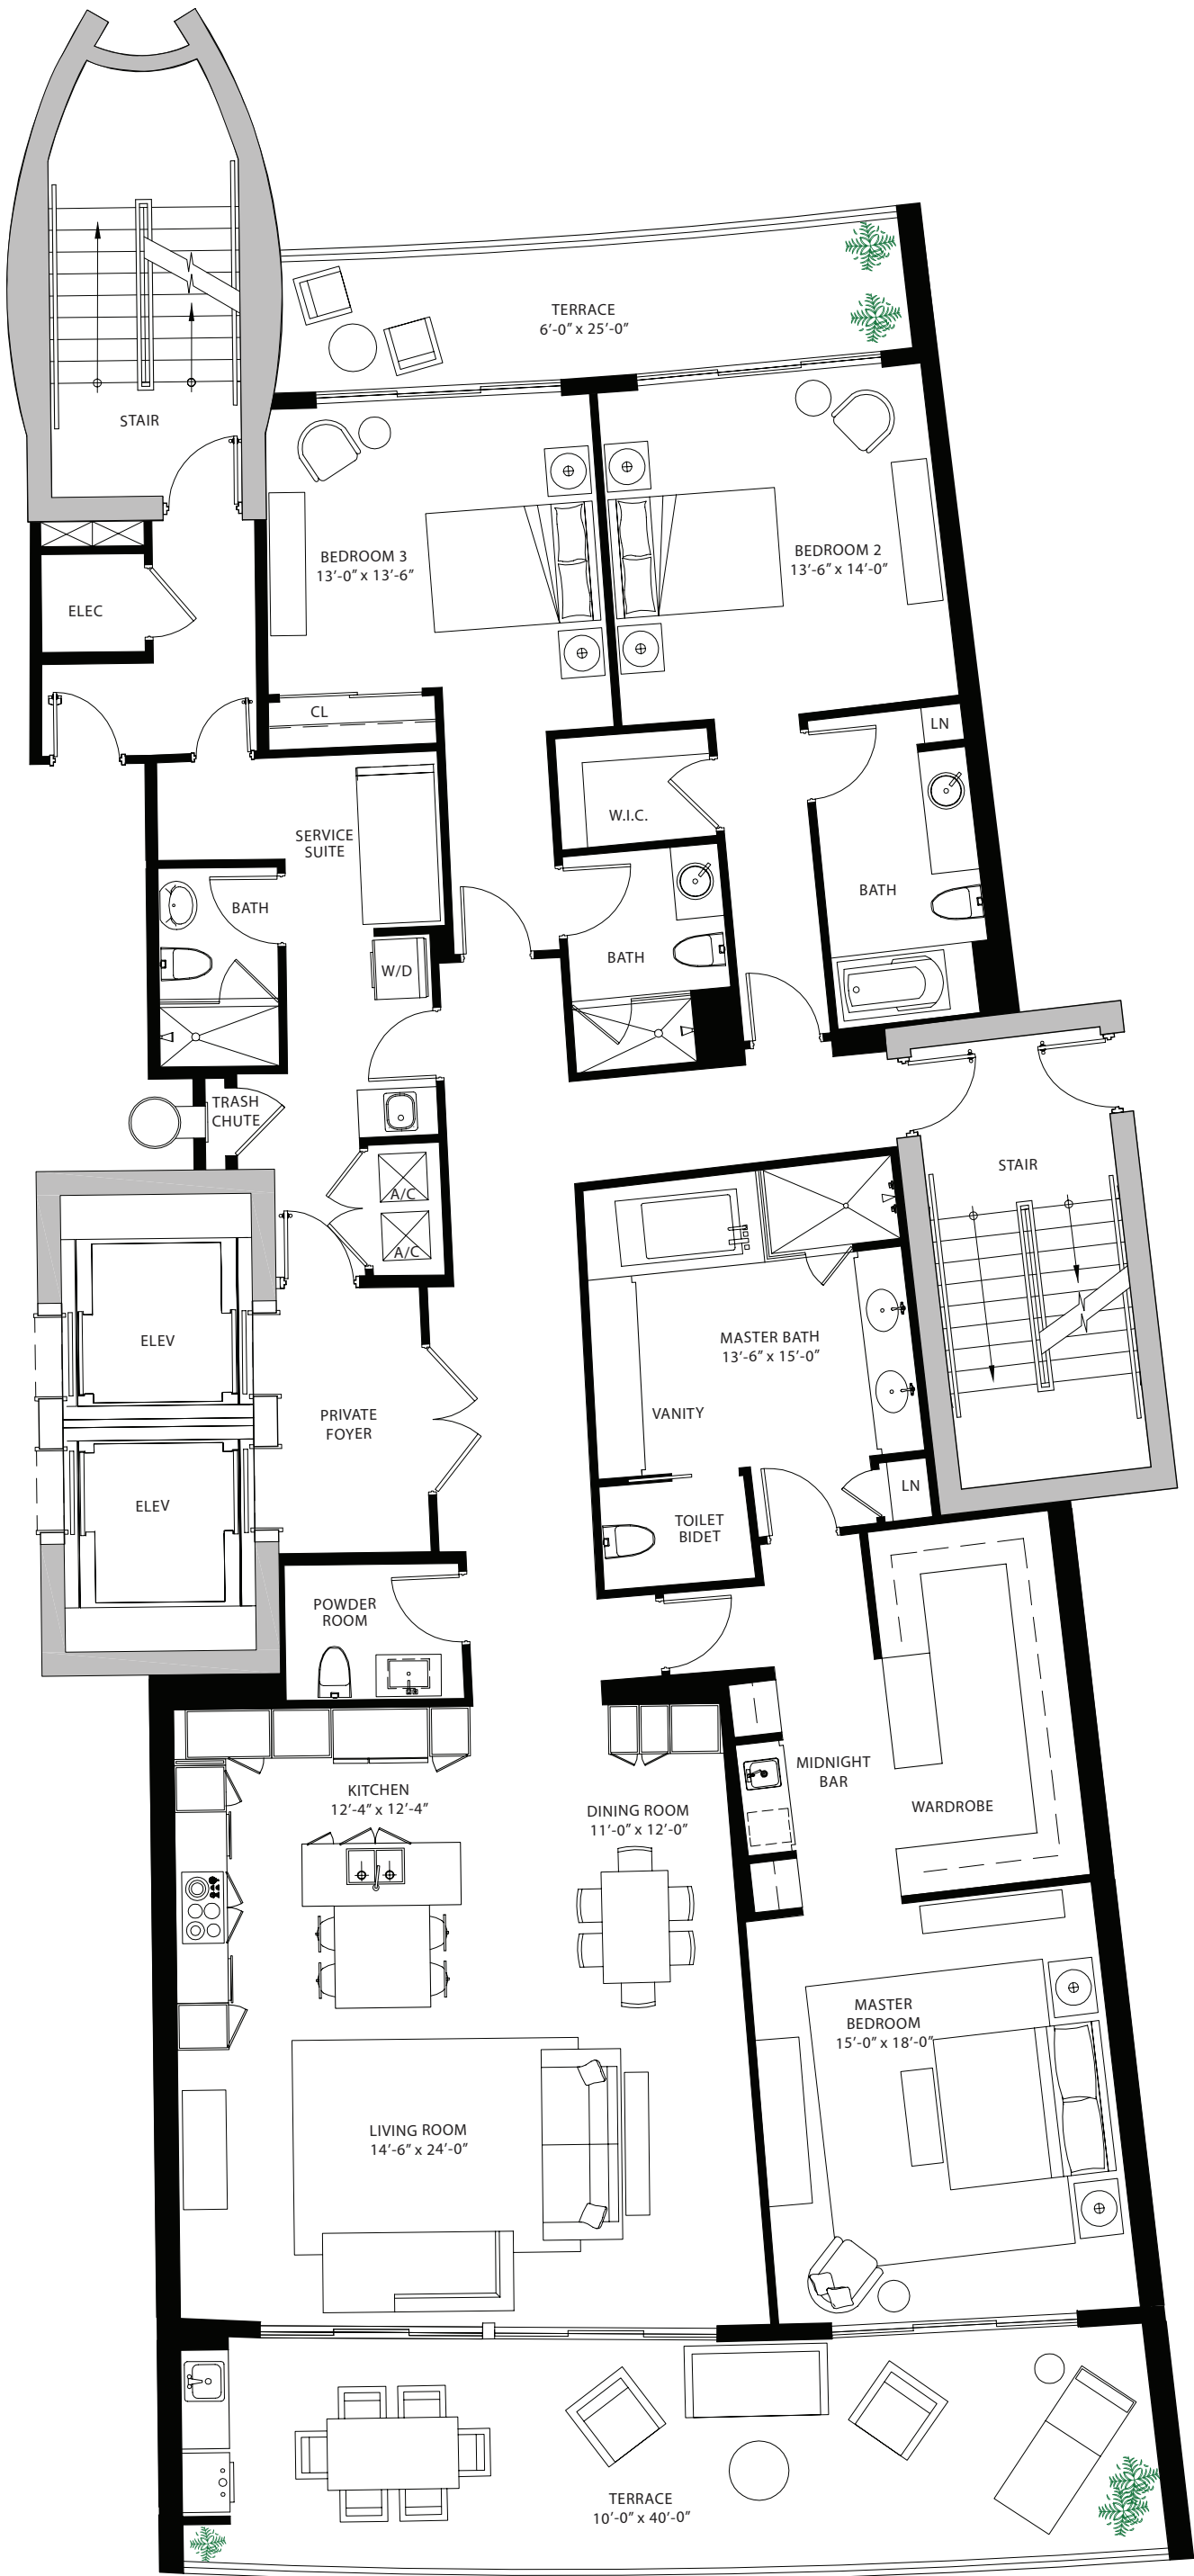 TERRACE
6'-0" x 25'-0"
STAIR
BEDROOM 3
13'-0" x 13'-6"
BEDROOM 2
13'-6" x 14'-0"
ELEC
CL
LN
W.I.C.
SERVICE
SUITE
BATH
BATH
BATH
W/D
TRASH
CHUTE
A/C
A/C
STAIR
ELEV
MASTER BATH
13'-6" x 15'-0"
VANITY
PRIVATE
FOYER
LN
ELEV
TOILET
BIDET
POWDER
ROOM
MIDNIGHT
BAR
KITCHEN
12'-4" x 12'-4"
WARDROBE
DINING ROOM
11'-0" x 12'-0"
MASTER
BEDROOM
15'-0" x 18'-0"
LIVING ROOM
14'-6" x 24'-0"
TERRACE
10'-0" x 40'-0"